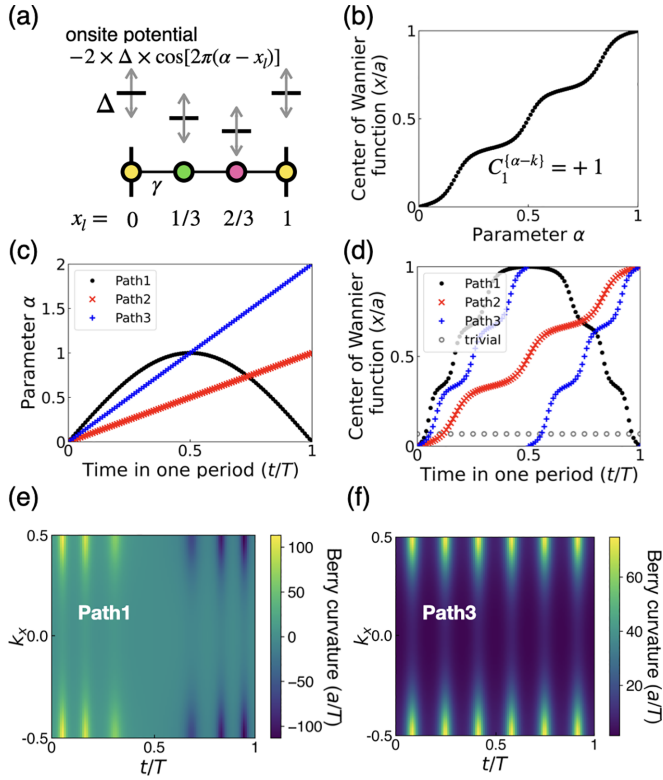 (a)
onsite potential
−2 × Δ × cos[2π(α − x_l)]
Δ
γ
x_l = 0 1/3 2/3 1
(b)
Center of Wannier
function (x/a)
1
0.5
0
C_1^{α−k} = + 1
0 0.5 1
Parameter α
(c)
Parameter α
2
1
0
Path1
Path2
Path3
0 0.5 1
Time in one period (t/T)
(d)
Center of Wannier
function (x/a)
1
0.5
0
Path1
Path2
Path3
trivial
0 0.5 1
Time in one period (t/T)
(e)
k_x
0.5
0.0
-0.5
Path1
0 0.5 1
t/T
100
50
0
−50
−100
Berry curvature (a/T)
(f)
k_x
0.5
0.0
-0.5
Path3
0 0.5 1
t/T
60
40
20
Berry curvature (a/T)